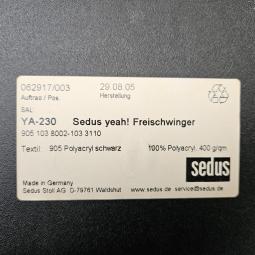 062917/003 29.08.05
Auftrag / Pos. Herstellung
SAL:
YA-230 Sedus yeah! Freischwinger
905 103 8002-103 3110
Textil: 905 Polyacryl schwarz 100% Polyacryl, 400 g/qm
sedus
Made in Germany
Sedus Stoll AG D-79761 Waldshut www.sedus.de service@sedus.de